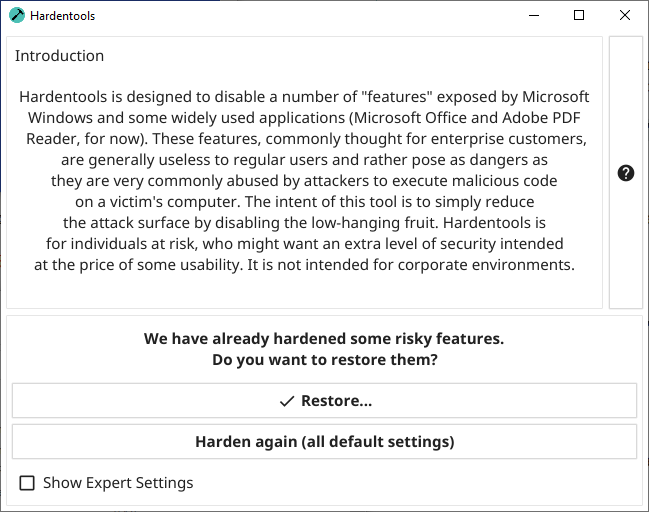 Hardentools
Introduction
Hardentools is designed to disable a number of "features" exposed by Microsoft
Windows and some widely used applications (Microsoft Office and Adobe PDF
Reader, for now). These features, commonly thought for enterprise customers,
are generally useless to regular users and rather pose as dangers as
they are very commonly abused by attackers to execute malicious code
on a victim's computer. The intent of this tool is to simply reduce
the attack surface by disabling the low-hanging fruit. Hardentools is
for individuals at risk, who might want an extra level of security intended
at the price of some usability. It is not intended for corporate environments.
We have already hardened some risky features.
Do you want to restore them?
Restore...
Harden again (all default settings)
Show Expert Settings